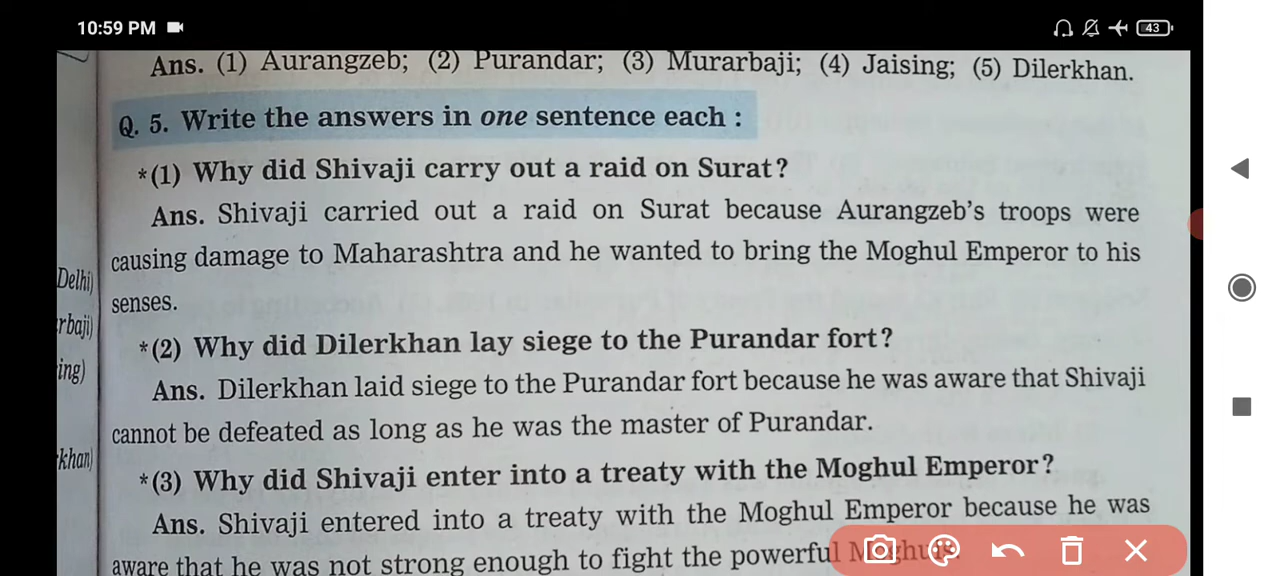 10:59 PM
43
Ans. (1) Aurangzeb; (2) Purandar; (3) Murarbaji; (4) Jaising; (5) Dilerkhan.
Q. 5. Write the answers in one sentence each :
*(1) Why did Shivaji carry out a raid on Surat?
Ans. Shivaji carried out a raid on Surat because Aurangzeb's troops were
causing damage to Maharashtra and he wanted to bring the Moghul Emperor to his
Delhi)
senses.
rbaji)
*(2) Why did Dilerkhan lay siege to the Purandar fort?
ing)
Ans. Dilerkhan laid siege to the Purandar fort because he was aware that Shivaji
cannot be defeated as long as he was the master of Purandar.
khan)
*(3) Why did Shivaji enter into a treaty with the Moghul Emperor?
Ans. Shivaji entered into a treaty with the Moghul Emperor because he was
aware that he was not strong enough to fight the powerful